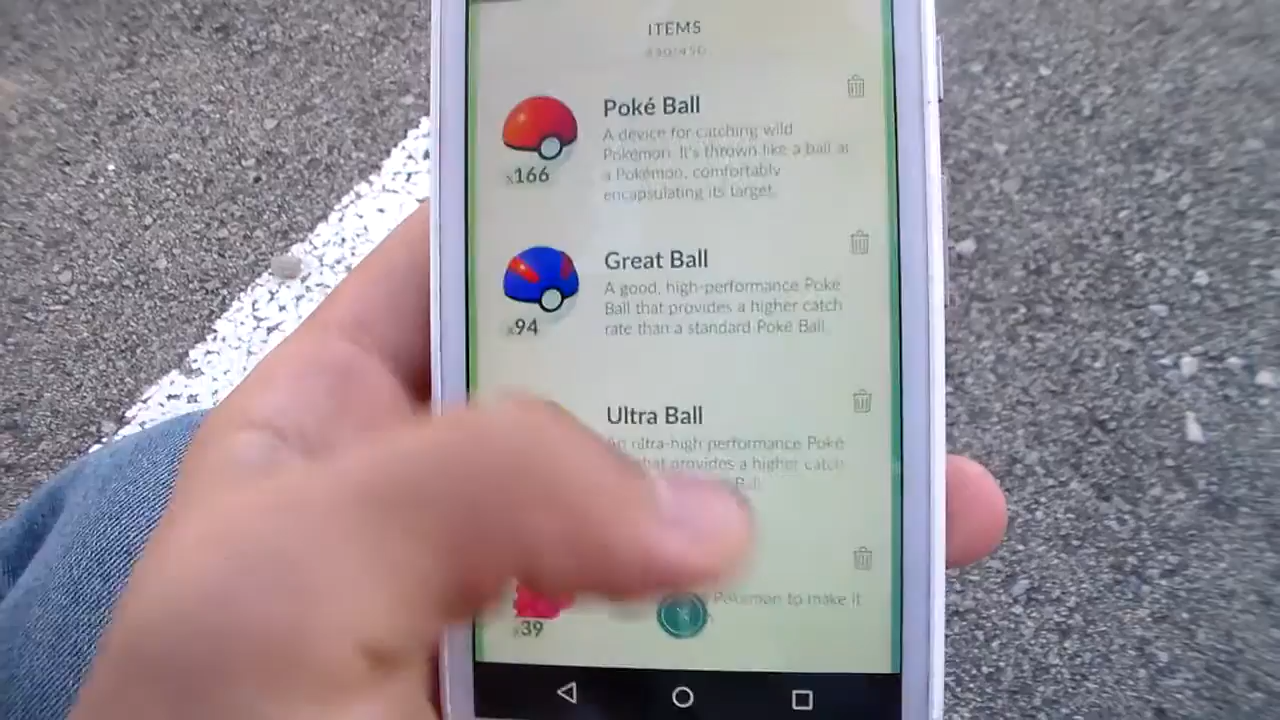 ITEMS
Poké Ball
A device for catching wild
Pokémon. It's thrown like a ball at
a Pokémon, comfortably
encapsulating its target.
x166
Great Ball
A good, high-performance Poké
Ball that provides a higher catch
rate than a standard Poké Ball.
x94
Ultra Ball
An ultra-high performance Poké
that provides a higher catch
Ball.
Pokémon to make it
x39